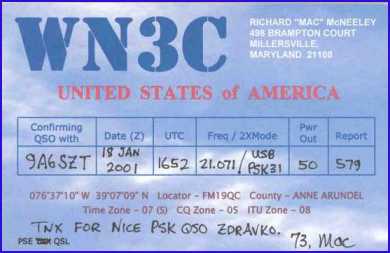 WN3C
RICHARD "MAC" McNEELEY
498 BRAMPTON COURT
MILLERSVILLE,
MARYLAND 21108
UNITED STATES of AMERICA
Confirming QSO with Date (Z) UTC Freq / 2XMode Pwr Out Report
9A6SZT 18 JAN 2001 1652 21.071/USB PSK31 50 579
076°37'10" W 39°07'09" N Locator - FM19QC County - ANNE ARUNDEL
Time Zone - 07 (S) CQ Zone - 05 ITU Zone - 08
TNX FOR NICE PSK QSO ZDRAVKO.
73, Mac
PSE TNX QSL